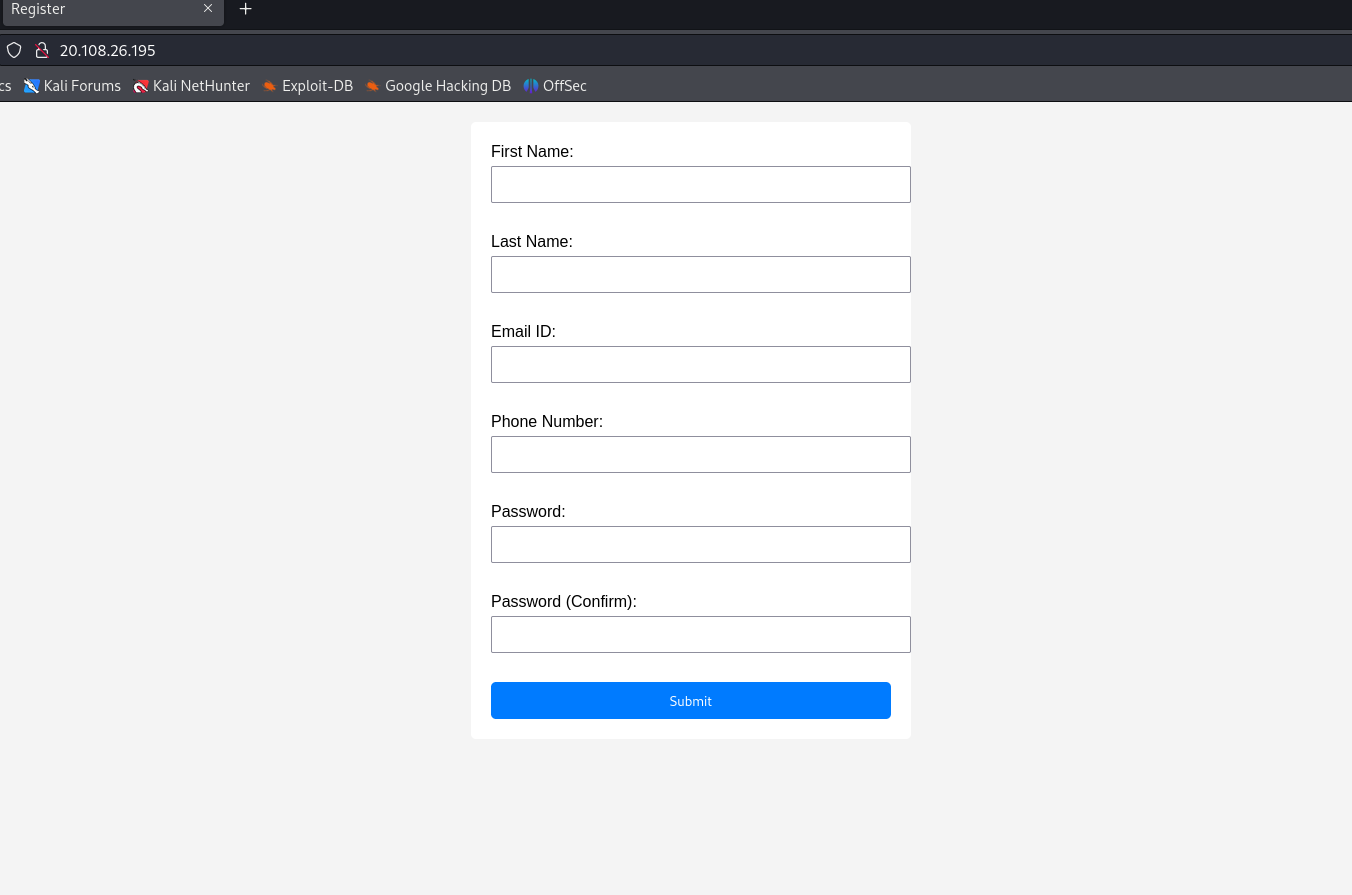 Register
20.108.26.195
cs Kali Forums Kali NetHunter Exploit-DB Google Hacking DB OffSec
First Name:
Last Name:
Email ID:
Phone Number:
Password:
Password (Confirm):
Submit